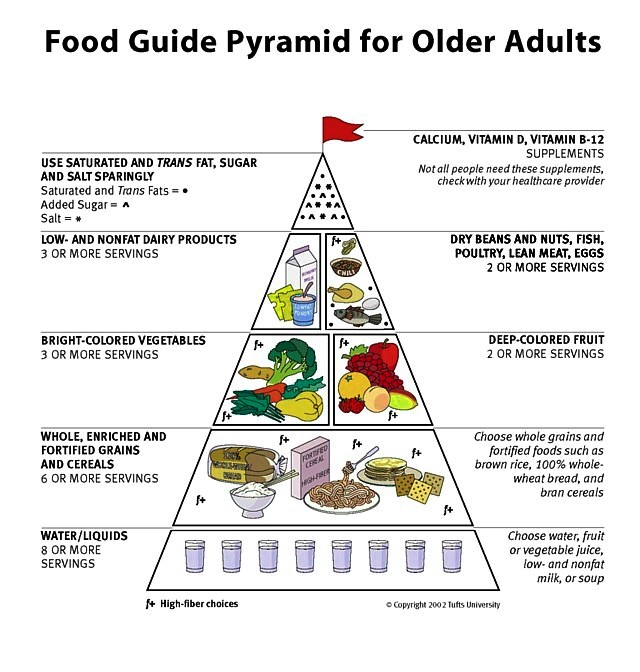 Food Guide Pyramid for Older Adults
CALCIUM, VITAMIN D, VITAMIN B-12
SUPPLEMENTS
Not all people need these supplements,
check with your healthcare provider
USE SATURATED AND TRANS FAT, SUGAR
AND SALT SPARINGLY
Saturated and Trans Fats = •
Added Sugar = ^
Salt = *
LOW- AND NONFAT DAIRY PRODUCTS
3 OR MORE SERVINGS
NONFAT
MILK
LOWFAT
YOGURT
f+
CHILI
DRY BEANS AND NUTS, FISH,
POULTRY, LEAN MEAT, EGGS
2 OR MORE SERVINGS
BRIGHT-COLORED VEGETABLES
3 OR MORE SERVINGS
f+
f+
f+
f+
DEEP-COLORED FRUIT
2 OR MORE SERVINGS
WHOLE, ENRICHED AND
FORTIFIED GRAINS
AND CEREALS
6 OR MORE SERVINGS
100%
WHOLE-WHEAT
BREAD
FORTIFIED
CEREAL
HIGH-FIBER
f+
f+
f+
f+
f+
Choose whole grains and
fortified foods such as
brown rice, 100% whole-
wheat bread, and
bran cereals
WATER/LIQUIDS
8 OR MORE
SERVINGS
Choose water, fruit
or vegetable juice,
low- and nonfat
milk, or soup
f+ High-fiber choices
© Copyright 2002 Tufts University